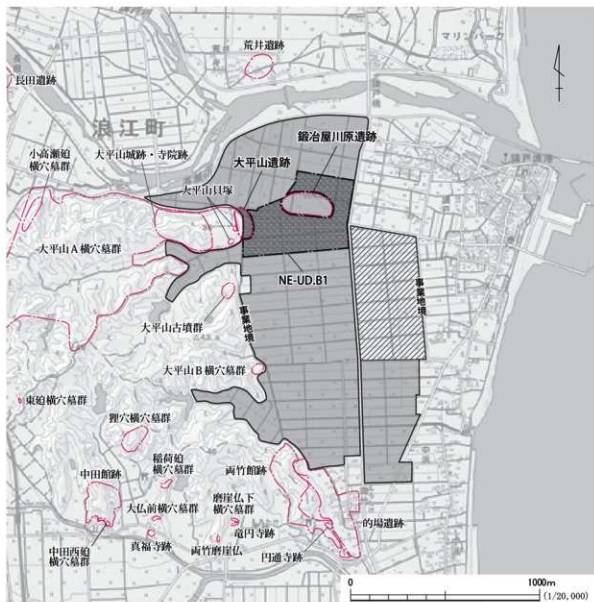 荒井遺跡
マリンパーク
長田遺跡
浪江町
鍛冶屋川原遺跡
小高瀬迫
横穴墓群
大平山城跡・寺院跡
大平山遺跡
大平山貝塚
大平山A横穴墓群
NE-UD.B1
事業地境
事業地境
大平山古墳群
大平山B横穴墓群
東迫横穴墓群
狸穴横穴墓群
稲荷迫
横穴墓群
両竹館跡
中田館跡
磨崖仏下
横穴墓群
大仏前横穴墓群
的場遺跡
竜円寺跡
中田西迫
横穴墓群
真福寺跡
両竹磨崖仏
円通寺跡
0
1000m
(1/20,000)